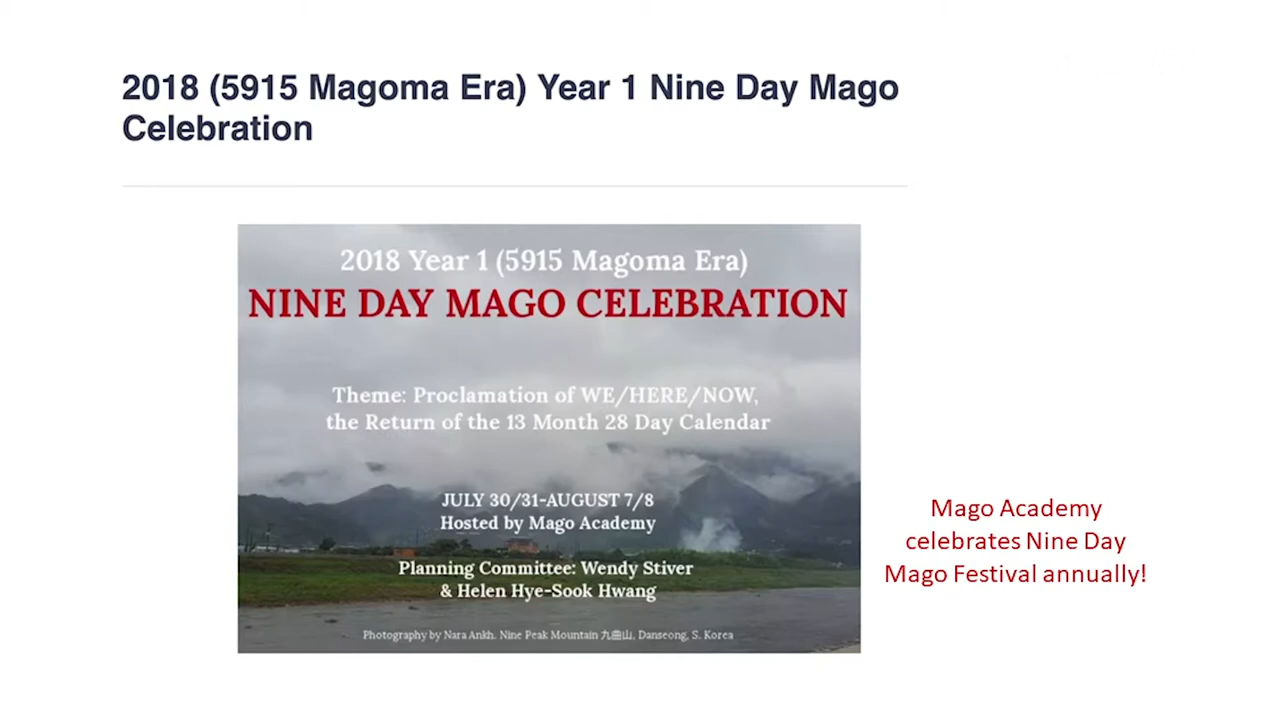 2018 (5915 Magoma Era) Year 1 Nine Day Mago
Celebration
2018 Year 1 (5915 Magoma Era)
NINE DAY MAGO CELEBRATION
Theme: Proclamation of WE/HERE/NOW,
the Return of the 13 Month 28 Day Calendar
JULY 30/31-AUGUST 7/8
Hosted by Mago Academy
Planning Committee: Wendy Stiver
& Helen Hye-Sook Hwang
Photography by Nara Ankh. Nine Peak Mountain 九曲山, Danseong, S. Korea
Mago Academy
celebrates Nine Day
Mago Festival annually!